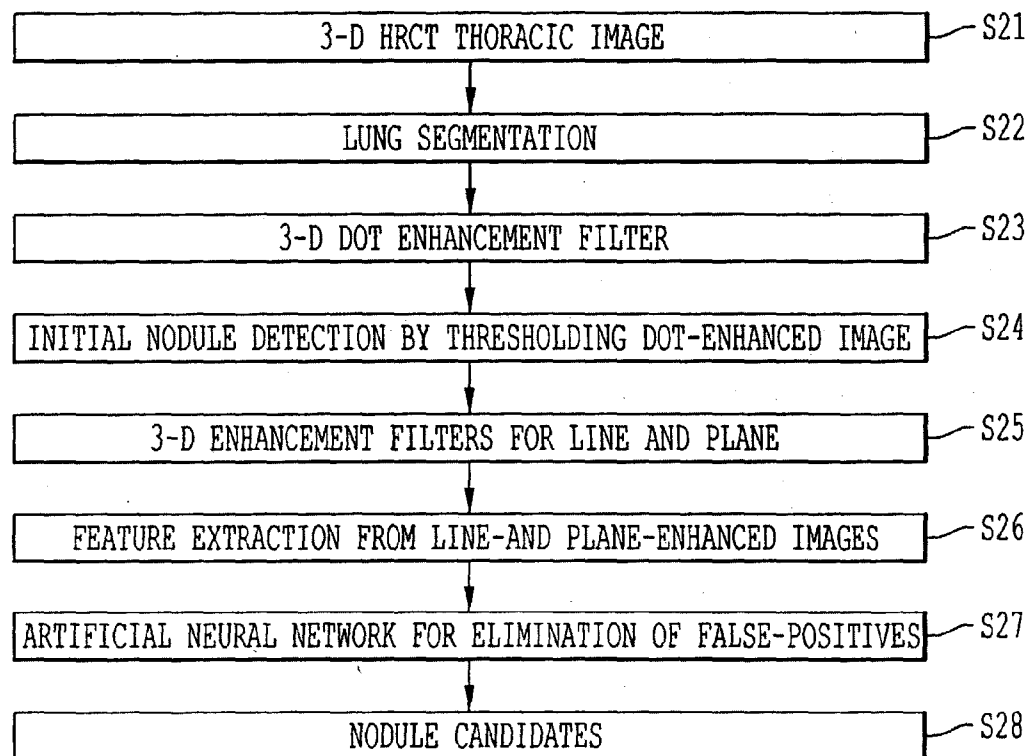 3-D HRCT THORACIC IMAGE S21
LUNG SEGMENTATION S22
3-D DOT ENHANCEMENT FILTER S23
INITIAL NODULE DETECTION BY THRESHOLDING DOT-ENHANCED IMAGE S24
3-D ENHANCEMENT FILTERS FOR LINE AND PLANE S25
FEATURE EXTRACTION FROM LINE-AND PLANE-ENHANCED IMAGES S26
ARTIFICIAL NEURAL NETWORK FOR ELIMINATION OF FALSE-POSITIVES S27
NODULE CANDIDATES S28